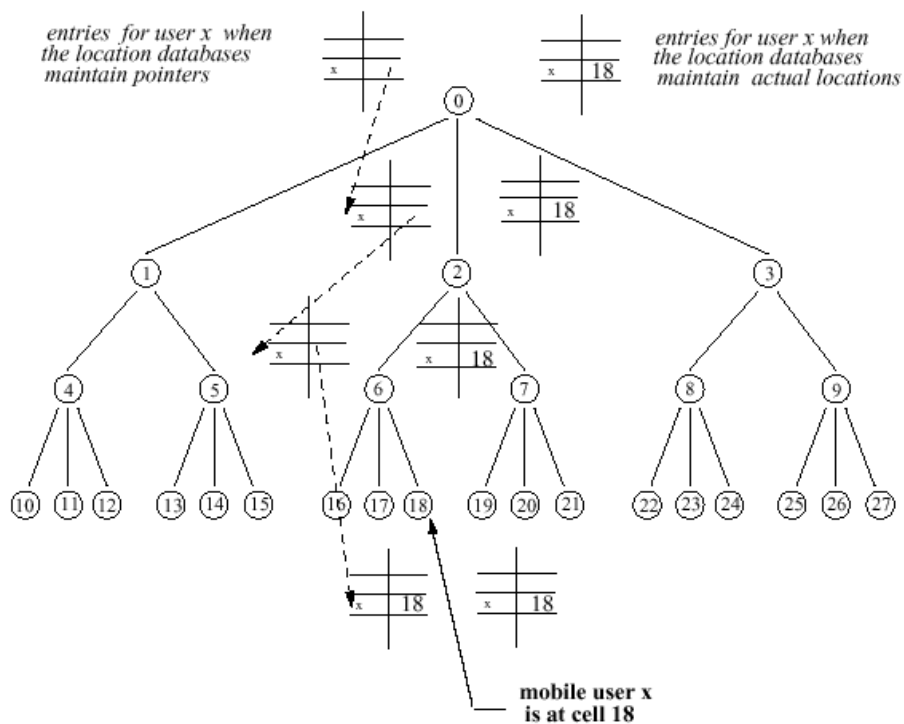 entries for user x when
the location databases
maintain pointers
x
x 18
entries for user x when
the location databases
maintain actual locations
0
x
x 18
1
2
3
x
x 18
4
5
6
7
8
9
10 11 12 13 14 15 16 17 18 19 20 21 22 23 24 25 26 27
x 18
x 18
mobile user x
is at cell 18